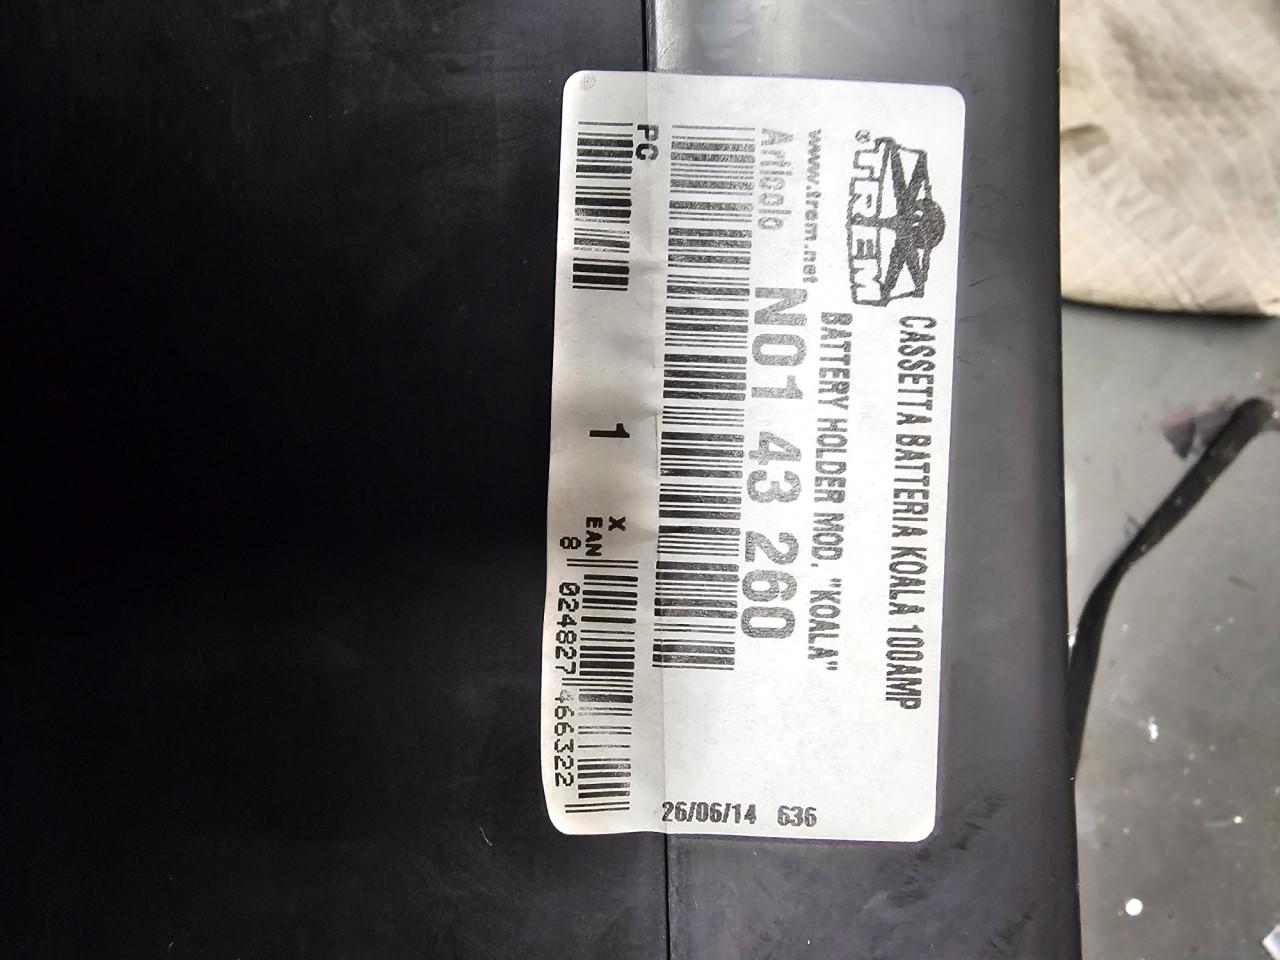 ®TREM
CASSETTA BATTERIA KOALA 100AMP
BATTERY HOLDER MOD. "KOALA"
www.trem.net
Articolo N01 43 260
PC 1 X
EAN
8 024827 466322
26/06/14 636